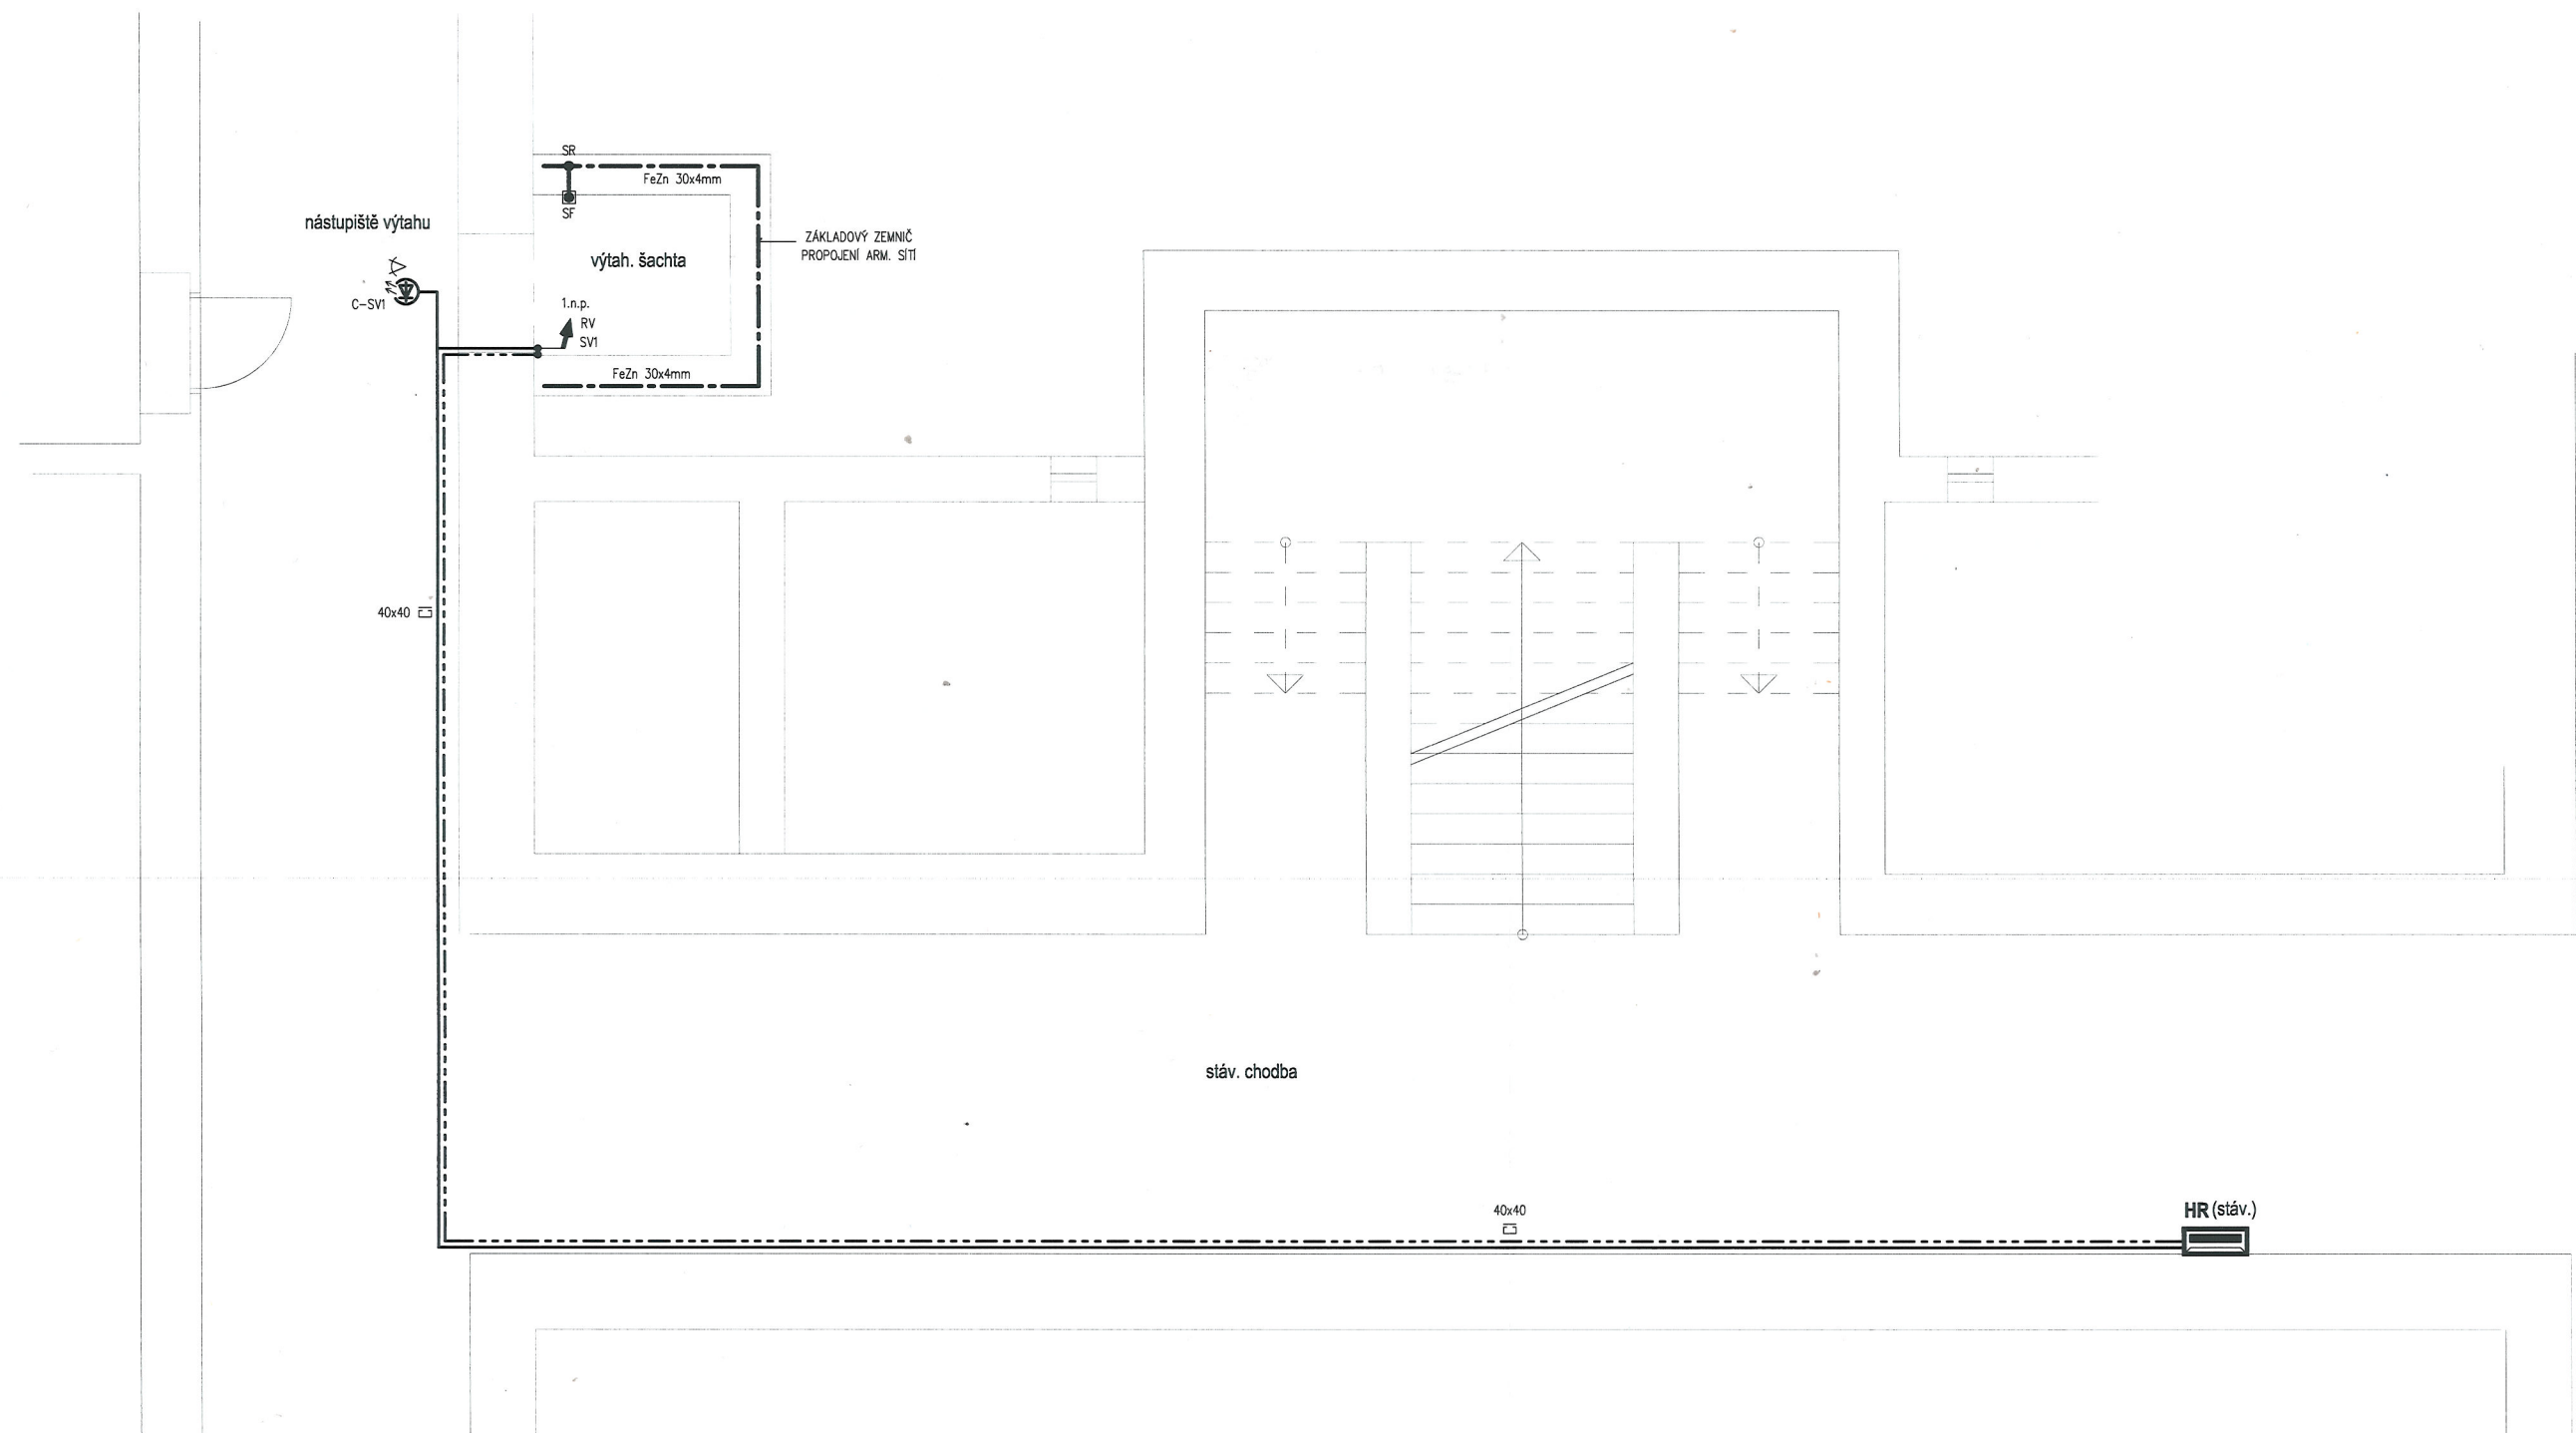 SR
FeZn 30x4mm
SF
nástupiště výtahu
ZÁKLADOVÝ ZEMNIČ
PROPOJENÍ ARM. SÍTÍ
výtah. šachta
C-SV1
1.n.p.
RV
SV1
FeZn 30x4mm
40x40
stáv. chodba
40x40
HR (stáv.)